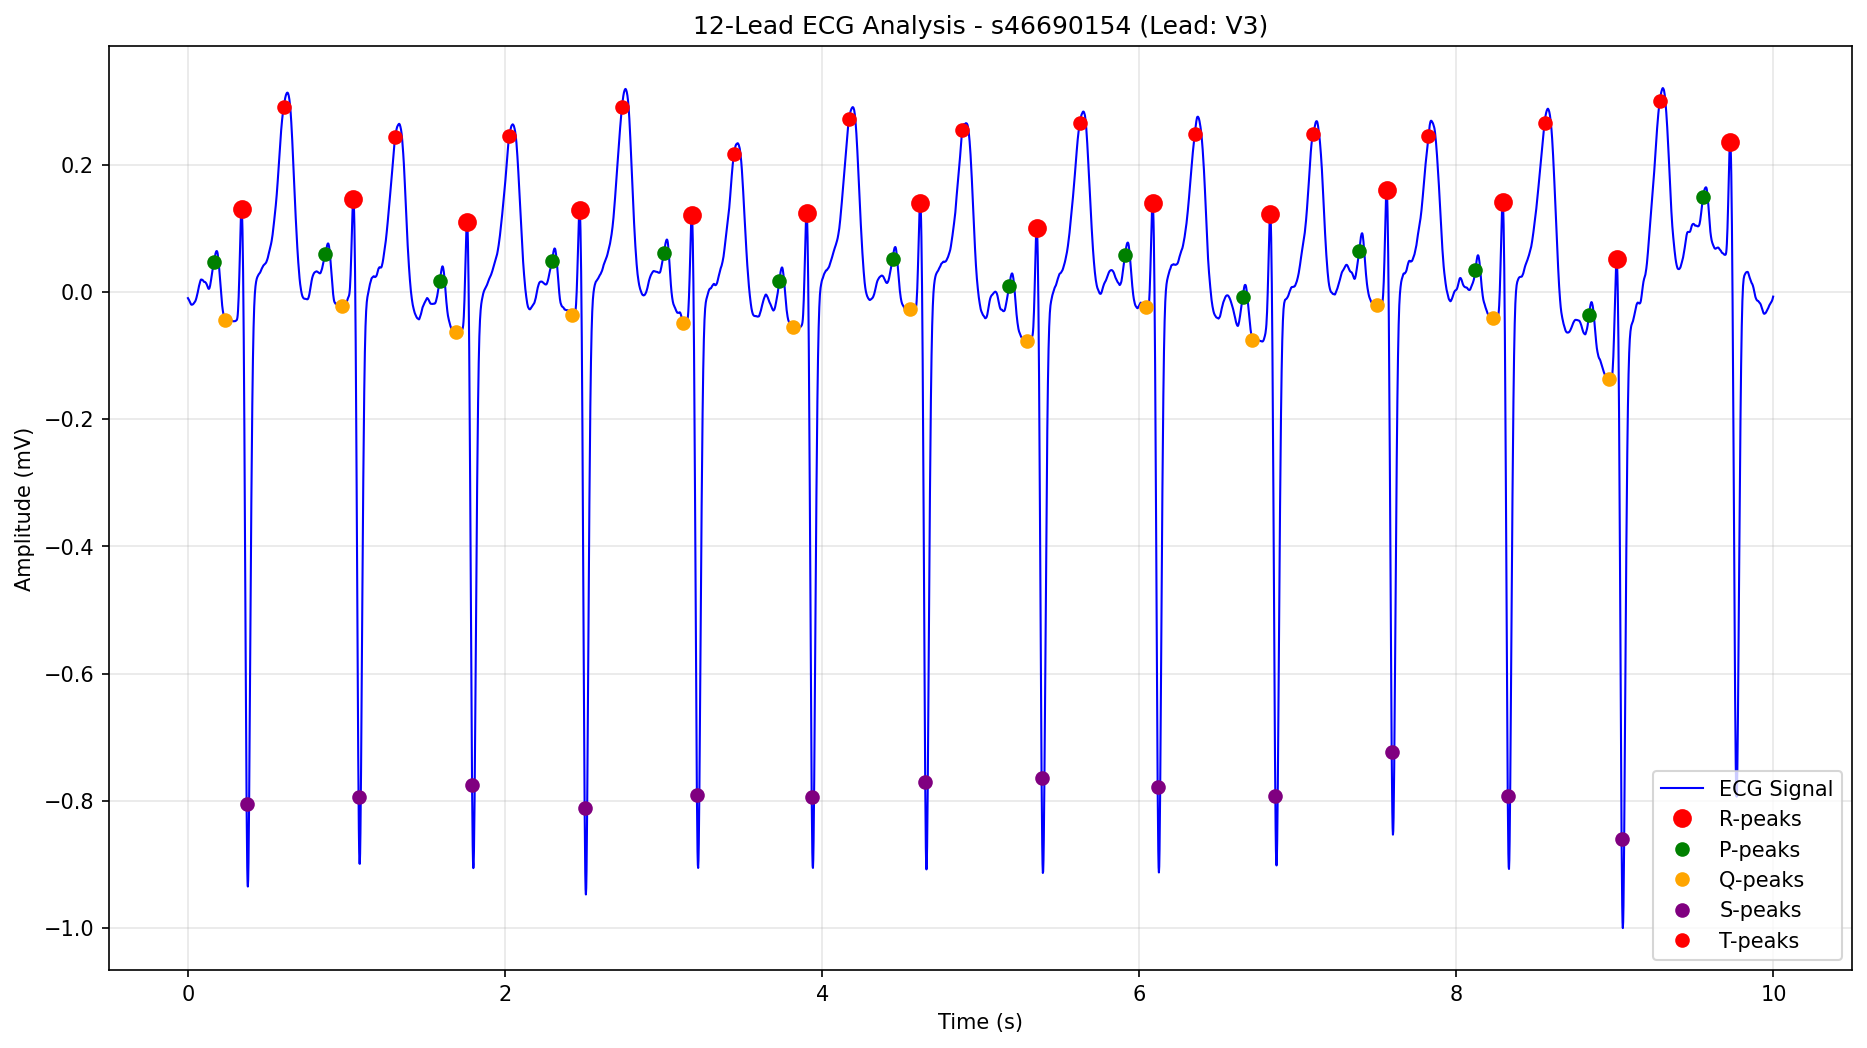 12-Lead ECG Analysis - s46690154 (Lead: V3)
Amplitude (mV)
0.2
0.0
−0.2
−0.4
−0.6
−0.8
−1.0
ECG Signal
R-peaks
P-peaks
Q-peaks
S-peaks
T-peaks
0 2 4 6 8 10
Time (s)